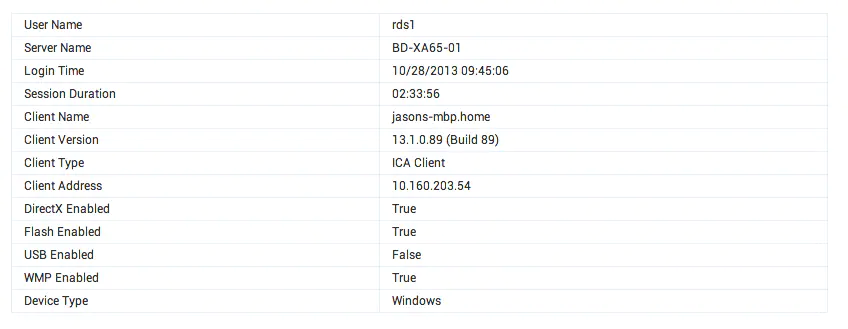 User Name rds1
Server Name BD-XA65-01
Login Time 10/28/2013 09:45:06
Session Duration 02:33:56
Client Name jasons-mbp.home
Client Version 13.1.0.89 (Build 89)
Client Type ICA Client
Client Address 10.160.203.54
DirectX Enabled True
Flash Enabled True
USB Enabled False
WMP Enabled True
Device Type Windows